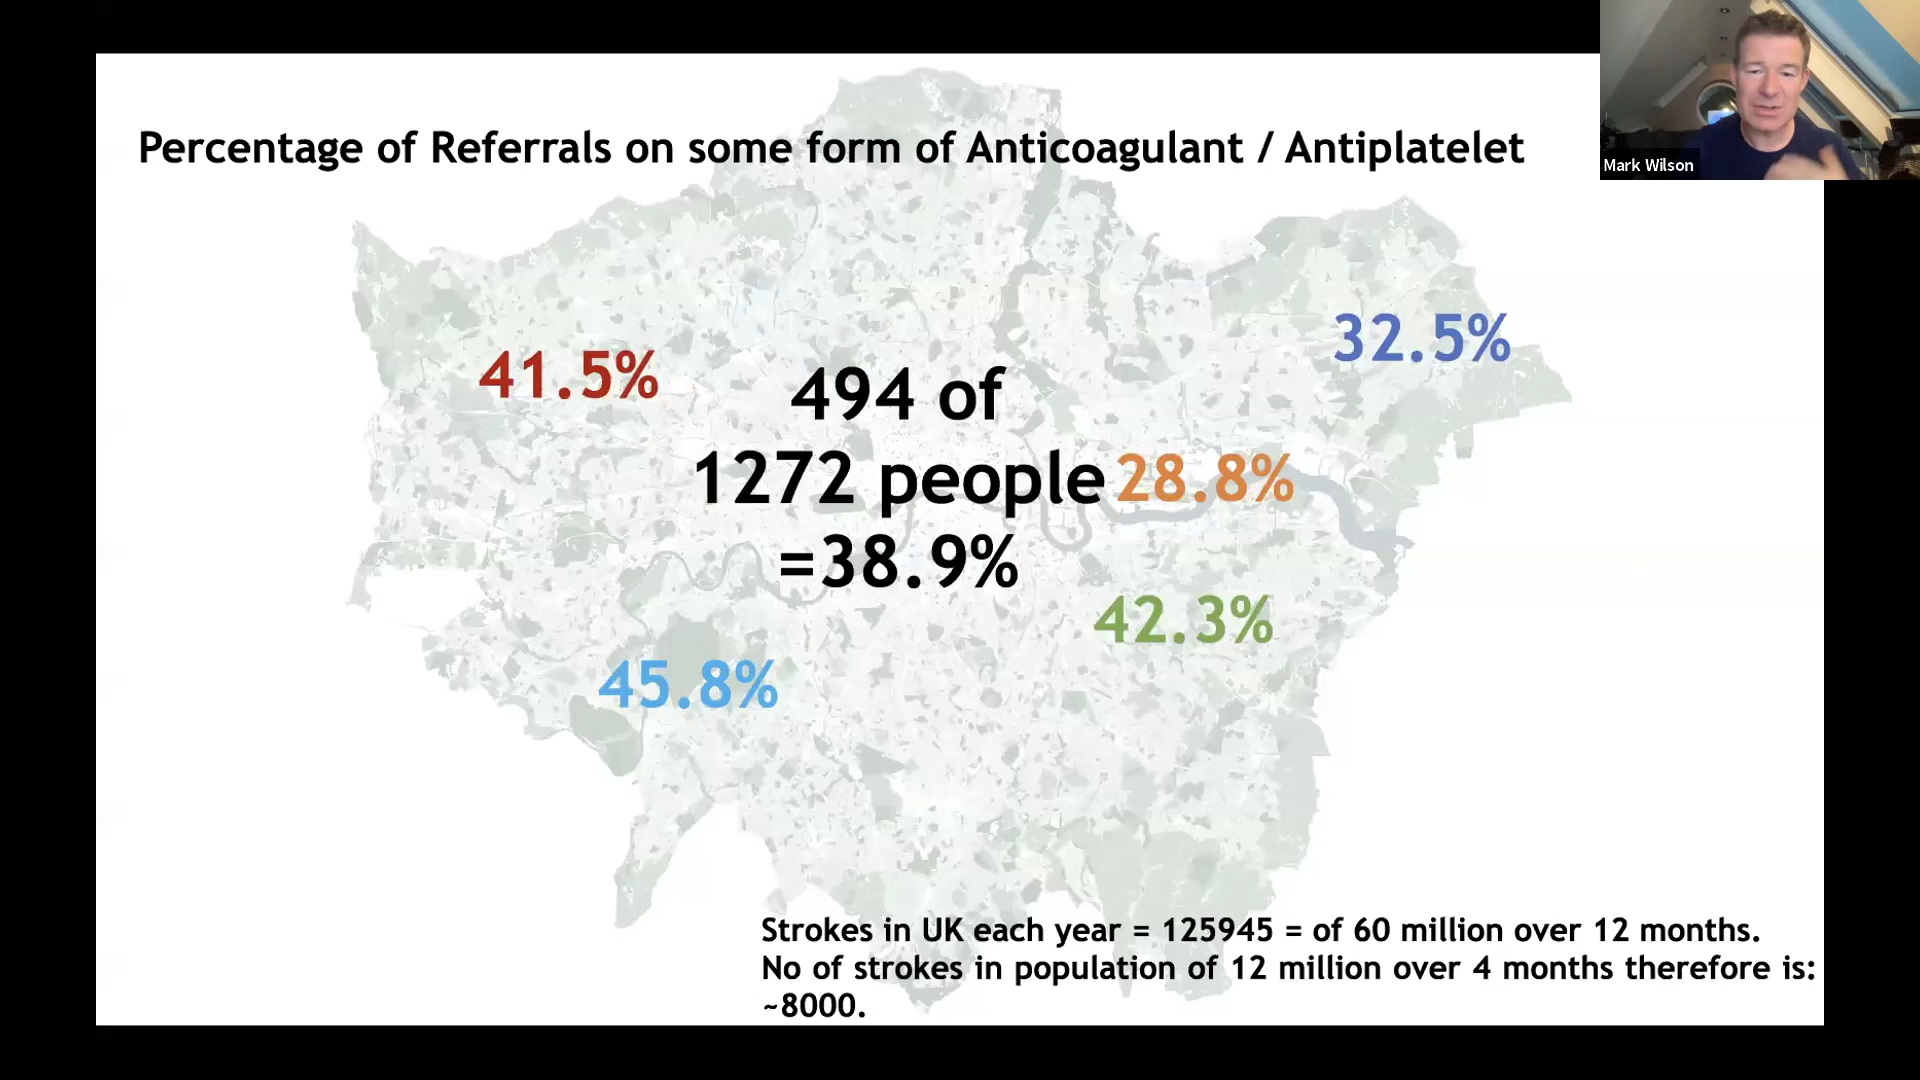 Percentage of Referrals on some form of Anticoagulant / Antiplatelet
Mark Wilson
32.5%
41.5%
494 of
1272 people
28.8%
=38.9%
42.3%
45.8%
Strokes in UK each year = 125945 = of 60 million over 12 months.
No of strokes in population of 12 million over 4 months therefore is:
~8000.